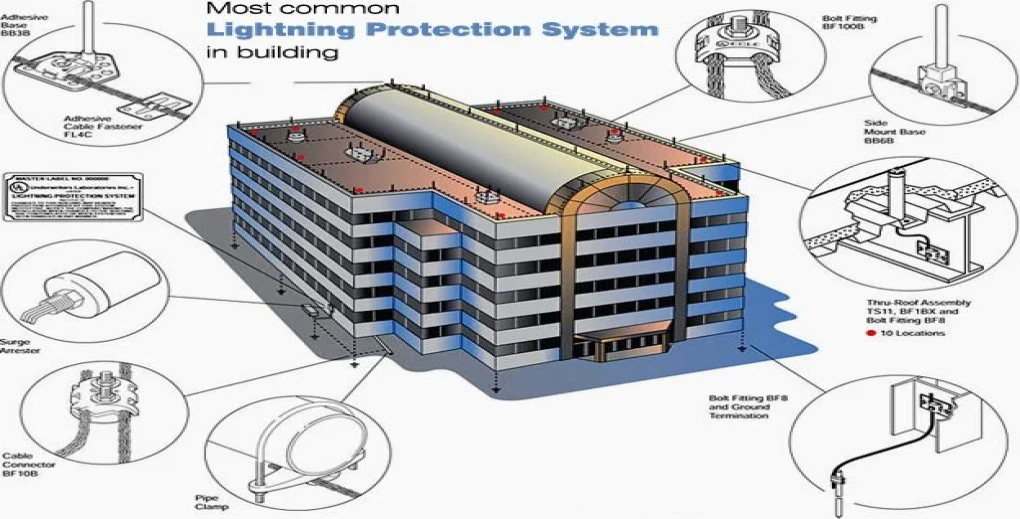 Most common
Lightning Protection System
in building
Adhesive
Base
BB3B
Adhesive
Cable Fastener
FL4C
Bolt Fitting
BF100B
Side
Mount Base
BB6B
MASTER LABEL NO. 000000
UL Underwriters Laboratories Inc.
LIGHTNING PROTECTION SYSTEM
Thru-Roof Assembly
TS11, BF1BX and
Bolt Fitting BF8
10 Locations
Surge
Arrester
Bolt Fitting BF8
and Ground
Termination
Cable
Connector
BF10B
Pipe
Clamp